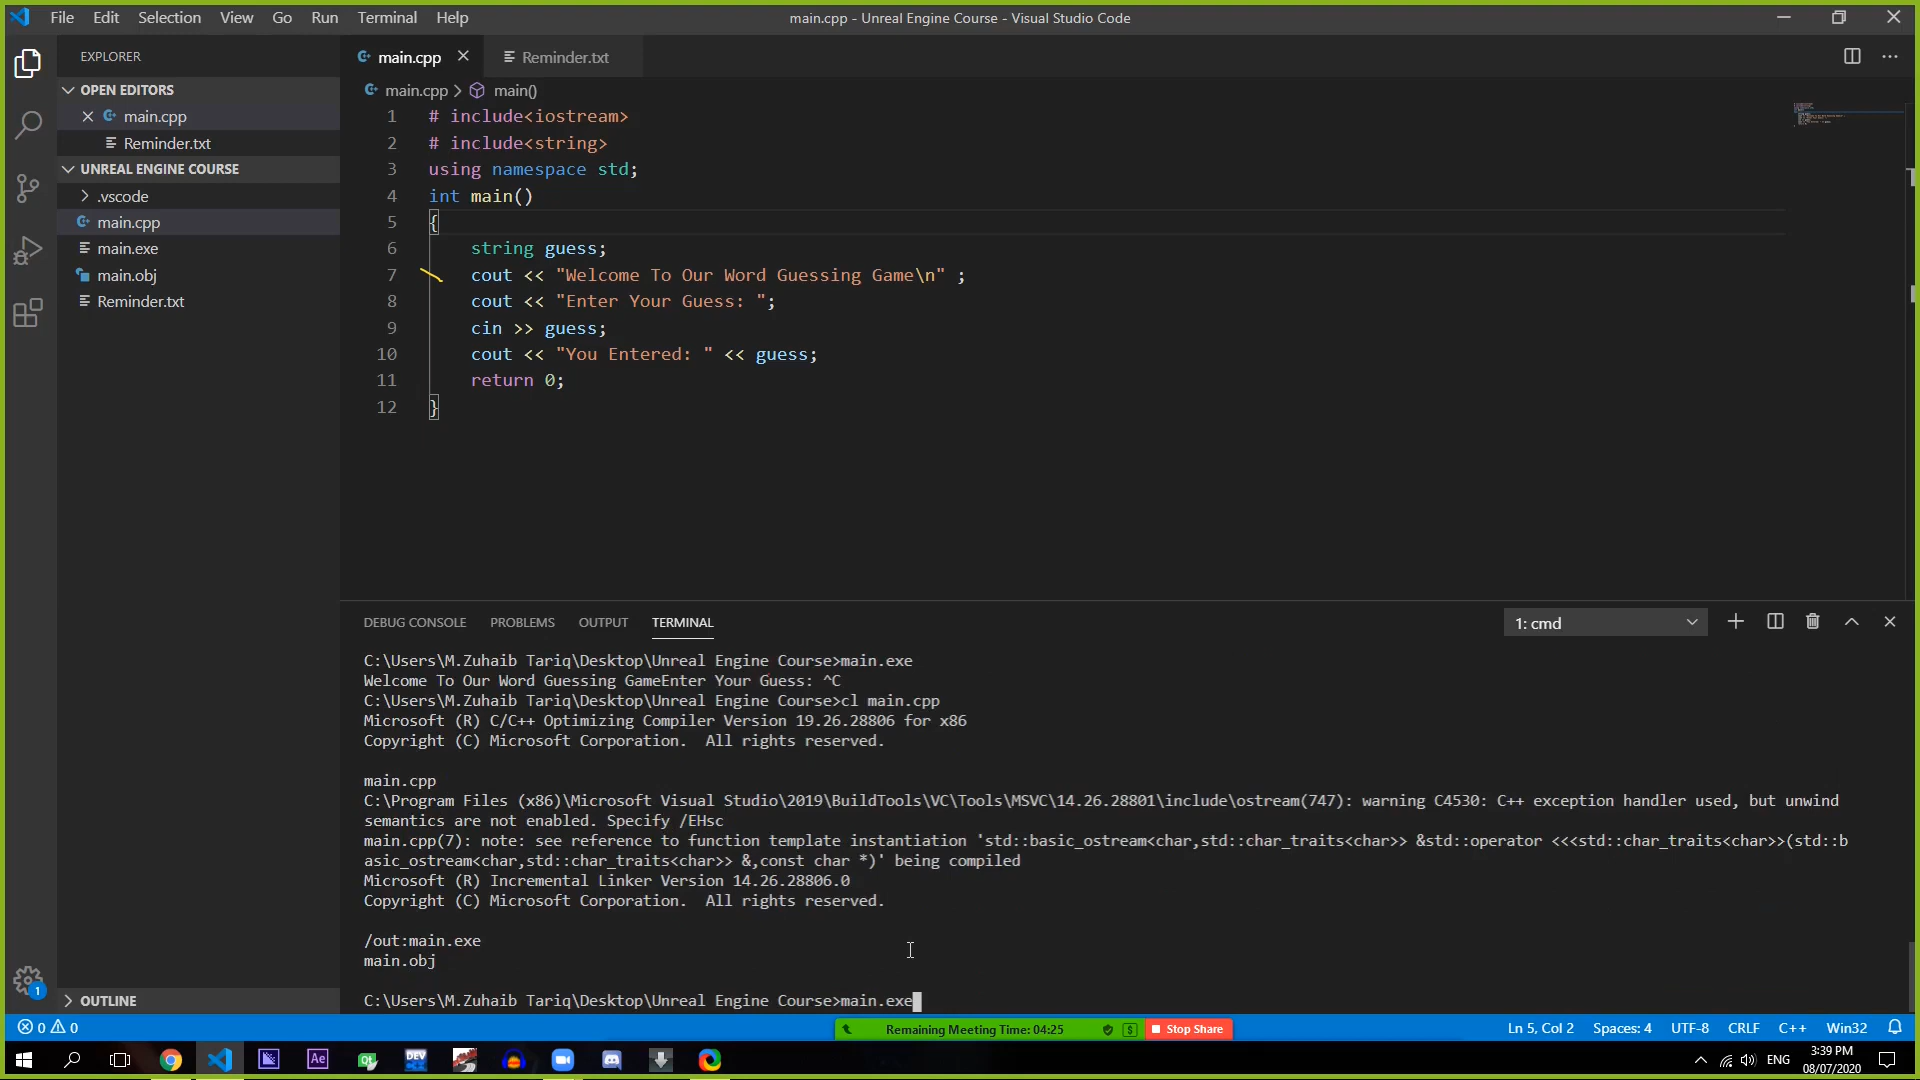 File Edit Selection View Go Run Terminal Help
main.cpp - Unreal Engine Course - Visual Studio Code
EXPLORER
OPEN EDITORS
main.cpp
Reminder.txt
UNREAL ENGINE COURSE
.vscode
main.cpp
main.exe
main.obj
Reminder.txt
OUTLINE
main.cpp Reminder.txt
main.cpp > main()
1 # include<iostream>
2 # include<string>
3 using namespace std;
4 int main()
5 {
6 string guess;
7 cout << "Welcome To Our Word Guessing Game\n" ;
8 cout << "Enter Your Guess: ";
9 cin >> guess;
10 cout << "You Entered: " << guess;
11 return 0;
12 }
DEBUG CONSOLE PROBLEMS OUTPUT TERMINAL
1: cmd
C:\Users\M.Zuhaib Tariq\Desktop\Unreal Engine Course>main.exe
Welcome To Our Word Guessing GameEnter Your Guess: ^C
C:\Users\M.Zuhaib Tariq\Desktop\Unreal Engine Course>cl main.cpp
Microsoft (R) C/C++ Optimizing Compiler Version 19.26.28806 for x86
Copyright (C) Microsoft Corporation.  All rights reserved.
main.cpp
C:\Program Files (x86)\Microsoft Visual Studio\2019\BuildTools\VC\Tools\MSVC\14.26.28801\include\ostream(747): warning C4530: C++ exception handler used, but unwind
semantics are not enabled. Specify /EHsc
main.cpp(7): note: see reference to function template instantiation 'std::basic_ostream<char,std::char_traits<char>> &std::operator <<<std::char_traits<char>>(std::b
asic_ostream<char,std::char_traits<char>> &,const char *)' being compiled
Microsoft (R) Incremental Linker Version 14.26.28806.0
Copyright (C) Microsoft Corporation.  All rights reserved.
/out:main.exe
main.obj
C:\Users\M.Zuhaib Tariq\Desktop\Unreal Engine Course>main.exe
1
0 0
Remaining Meeting Time: 04:25
$
Stop Share
Ln 5, Col 2 Spaces: 4 UTF-8 CRLF C++ Win32
Ae
Qt
DEV
ENG
3:39 PM
08/07/2020